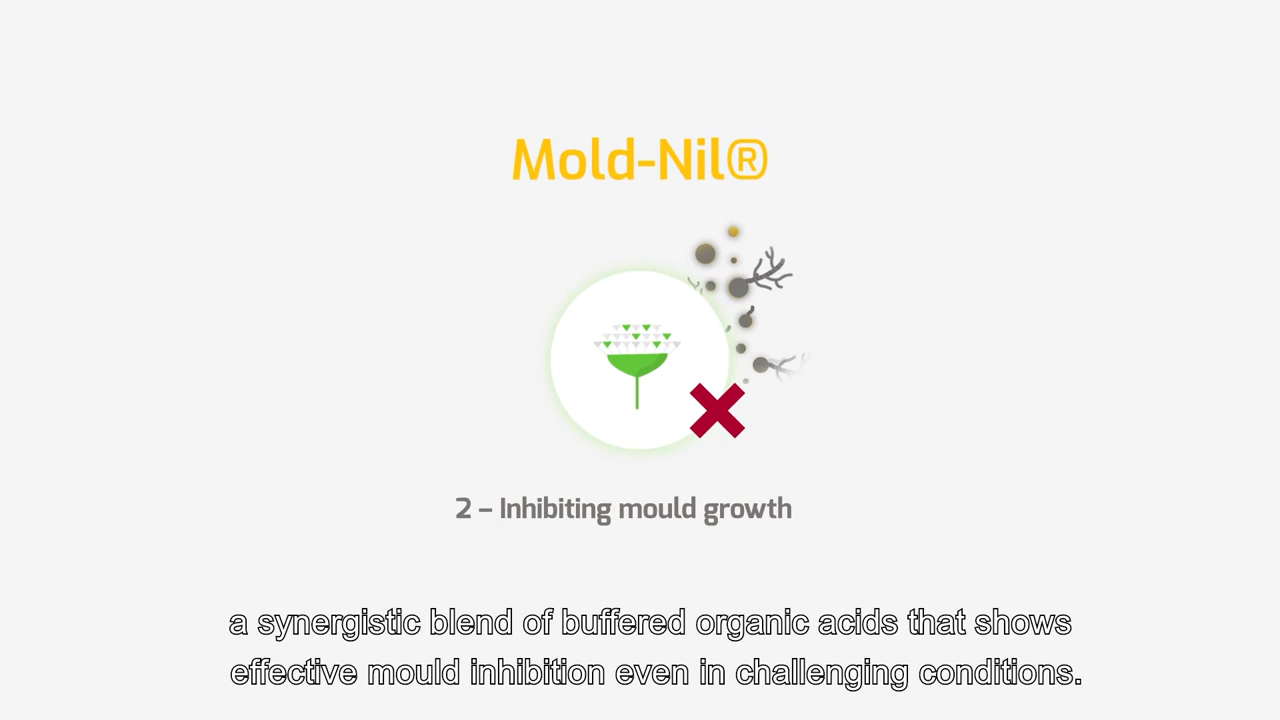 Mold-Nil®
2 – Inhibiting mould growth
a synergistic blend of buffered organic acids that shows
effective mould inhibition even in challenging conditions.